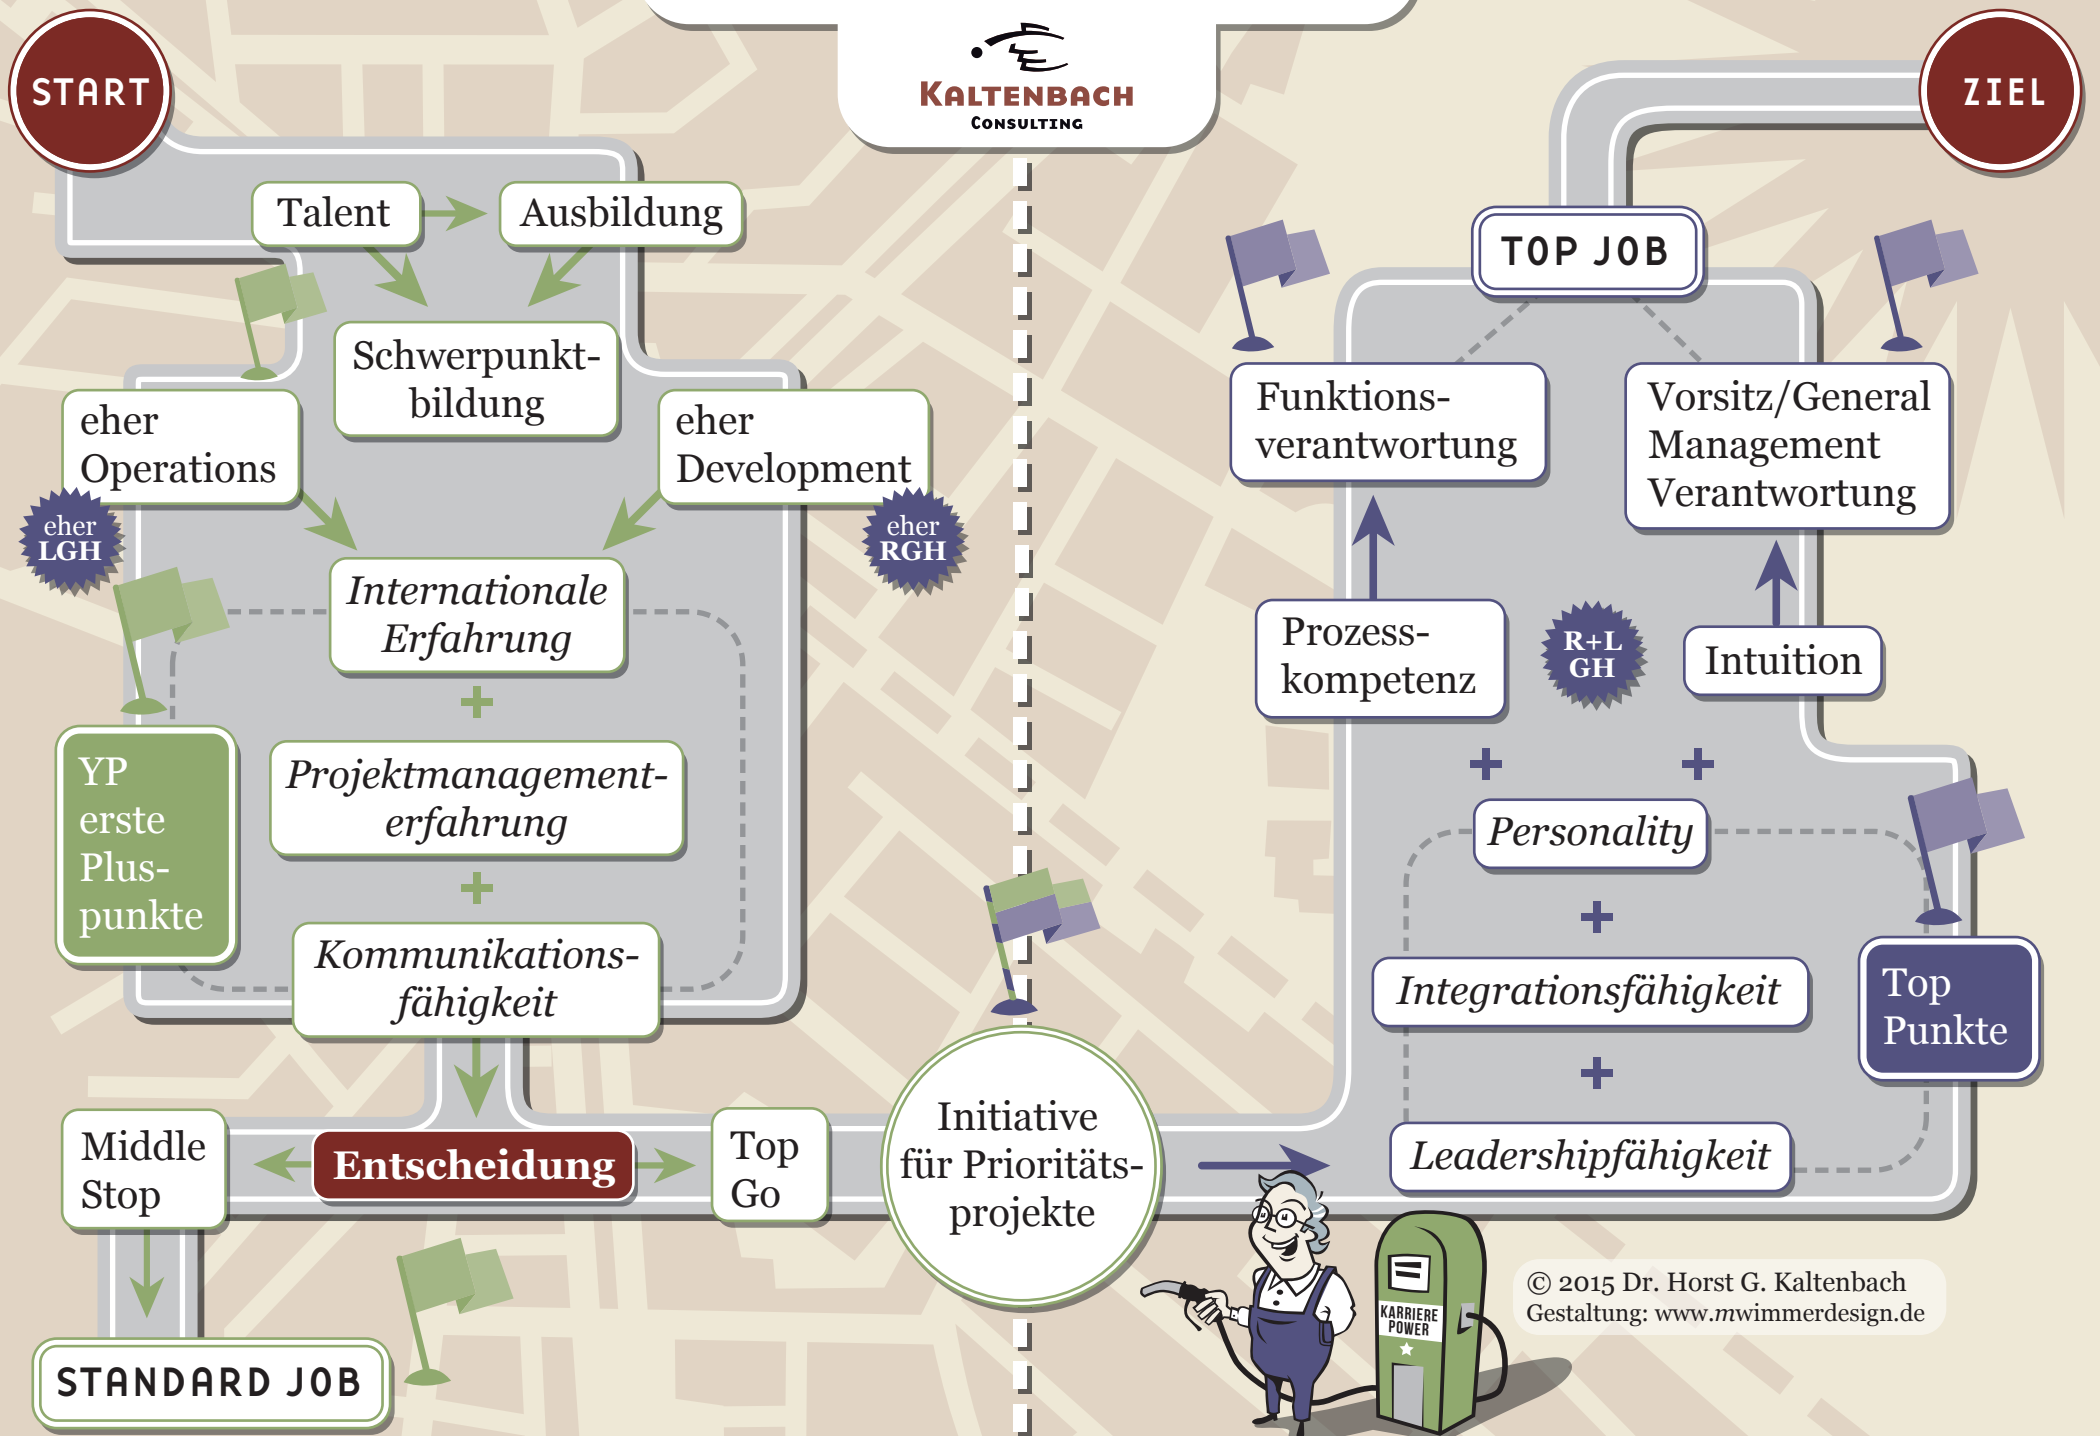 START
KALTENBACH
CONSULTING
ZIEL
Talent
Ausbildung
Schwerpunkt-
bildung
eher
Operations
eher
Development
eher
LGH
eher
RGH
Internationale
Erfahrung
+
Projektmanagement-
erfahrung
+
Kommunikations-
fähigkeit
YP
erste
Plus-
punkte
Middle
Stop
Entscheidung
Top
Go
STANDARD JOB
Initiative
für Prioritäts-
projekte
TOP JOB
Funktions-
verantwortung
Vorsitz/General
Management
Verantwortung
Prozess-
kompetenz
R+L
GH
Intuition
+ +
Personality
+
Integrationsfähigkeit
+
Leadershipfähigkeit
Top
Punkte
KARRIERE
POWER
© 2015 Dr. Horst G. Kaltenbach
Gestaltung: www.mwimmerdesign.de